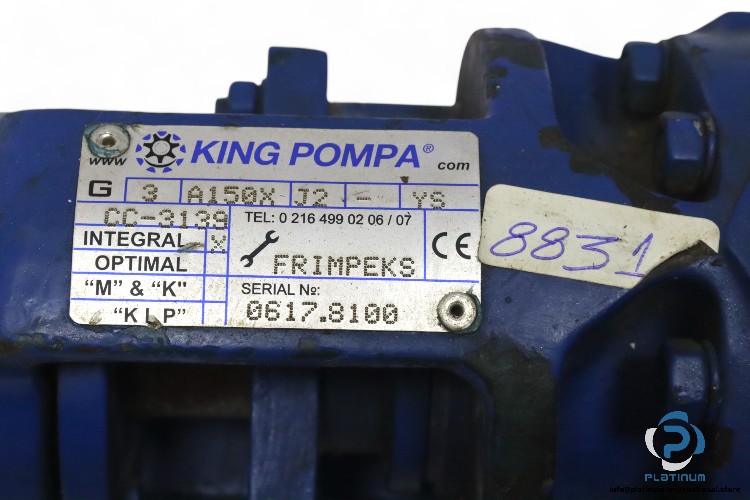 www KING POMPA® com
G 3 A150X J2 - YS
CC-3139
TEL: 0 216 499 02 06 / 07
INTEGRAL X
OPTIMAL
FRIMPEKS
CE
"M" & "K"
SERIAL No:
"K L P"
0617.8100
8831
PLATINUM